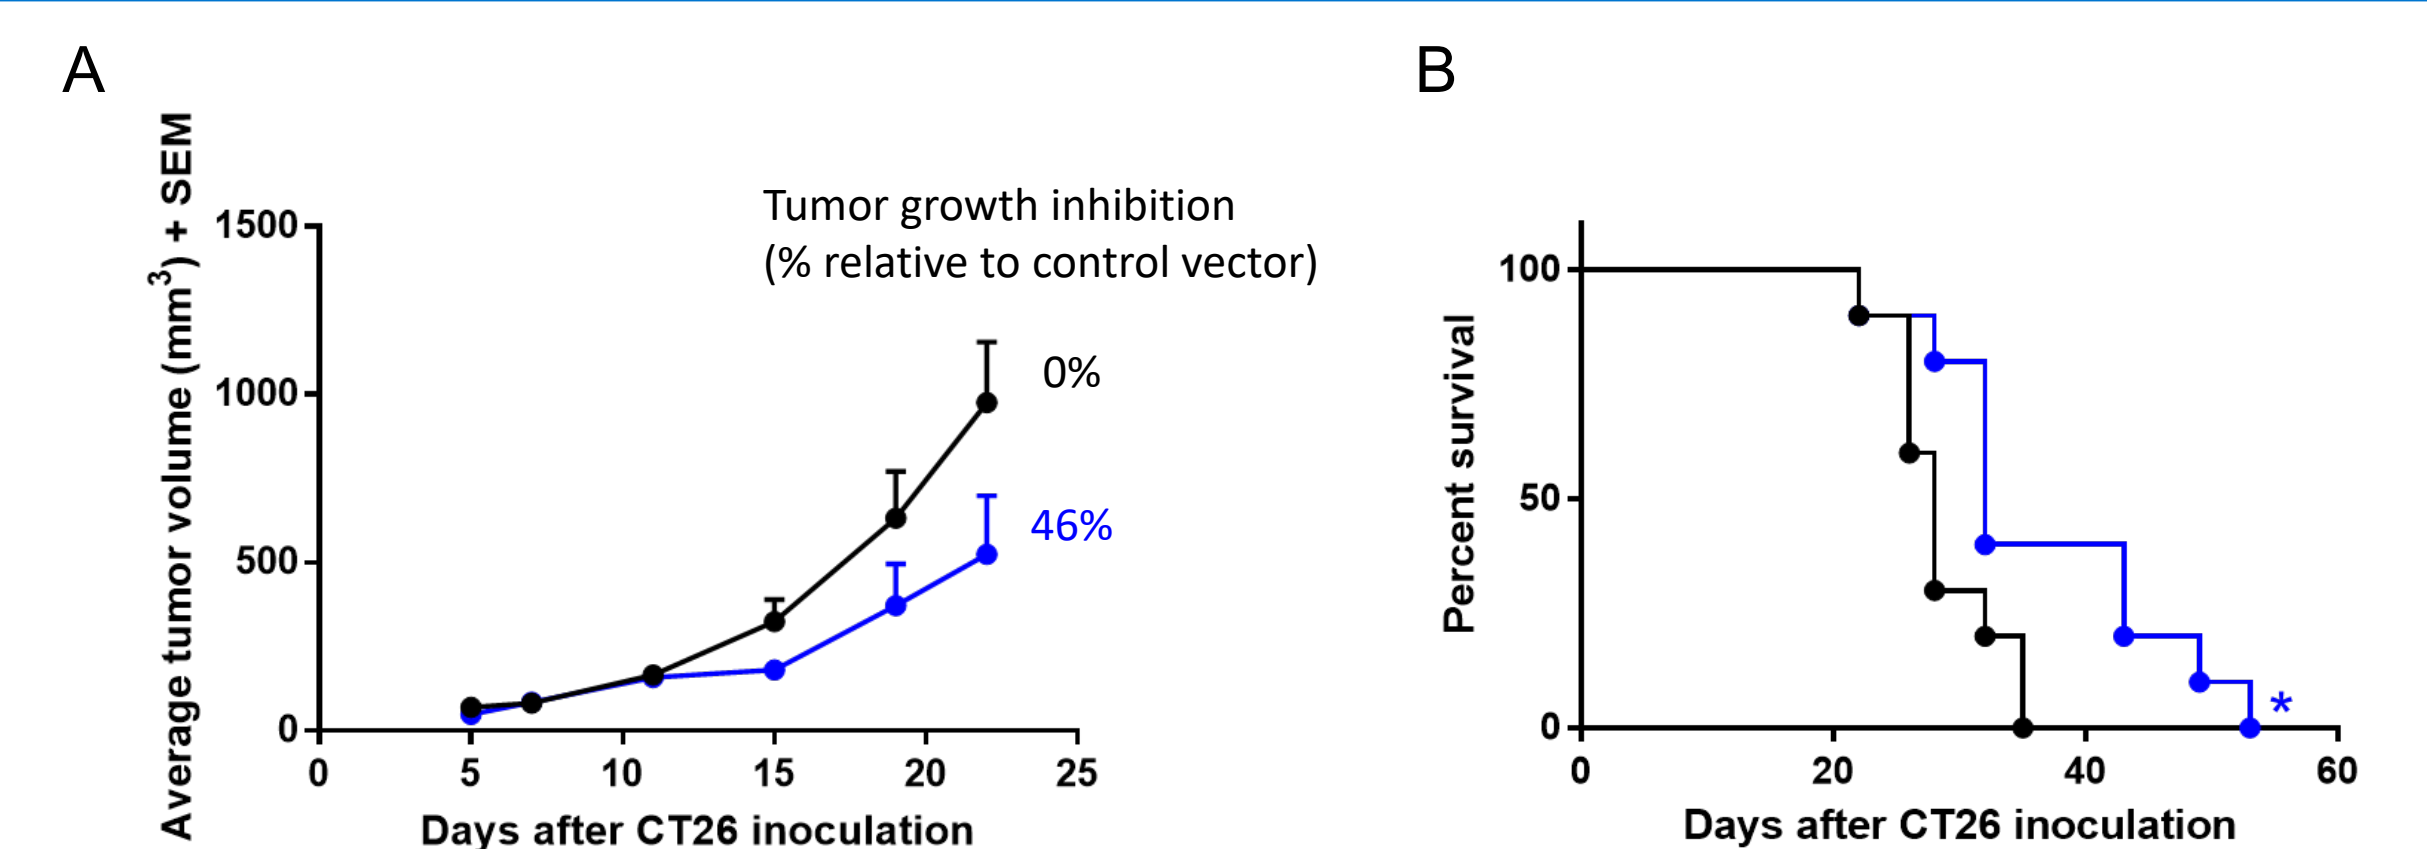 A
Average tumor volume (mm³) + SEM
1500
1000
500
0
0
5
10
15
20
25
Days after CT26 inoculation
Tumor growth inhibition
(% relative to control vector)
0%
46%
B
Percent survival
100
50
0
0
20
40
60
Days after CT26 inoculation
*